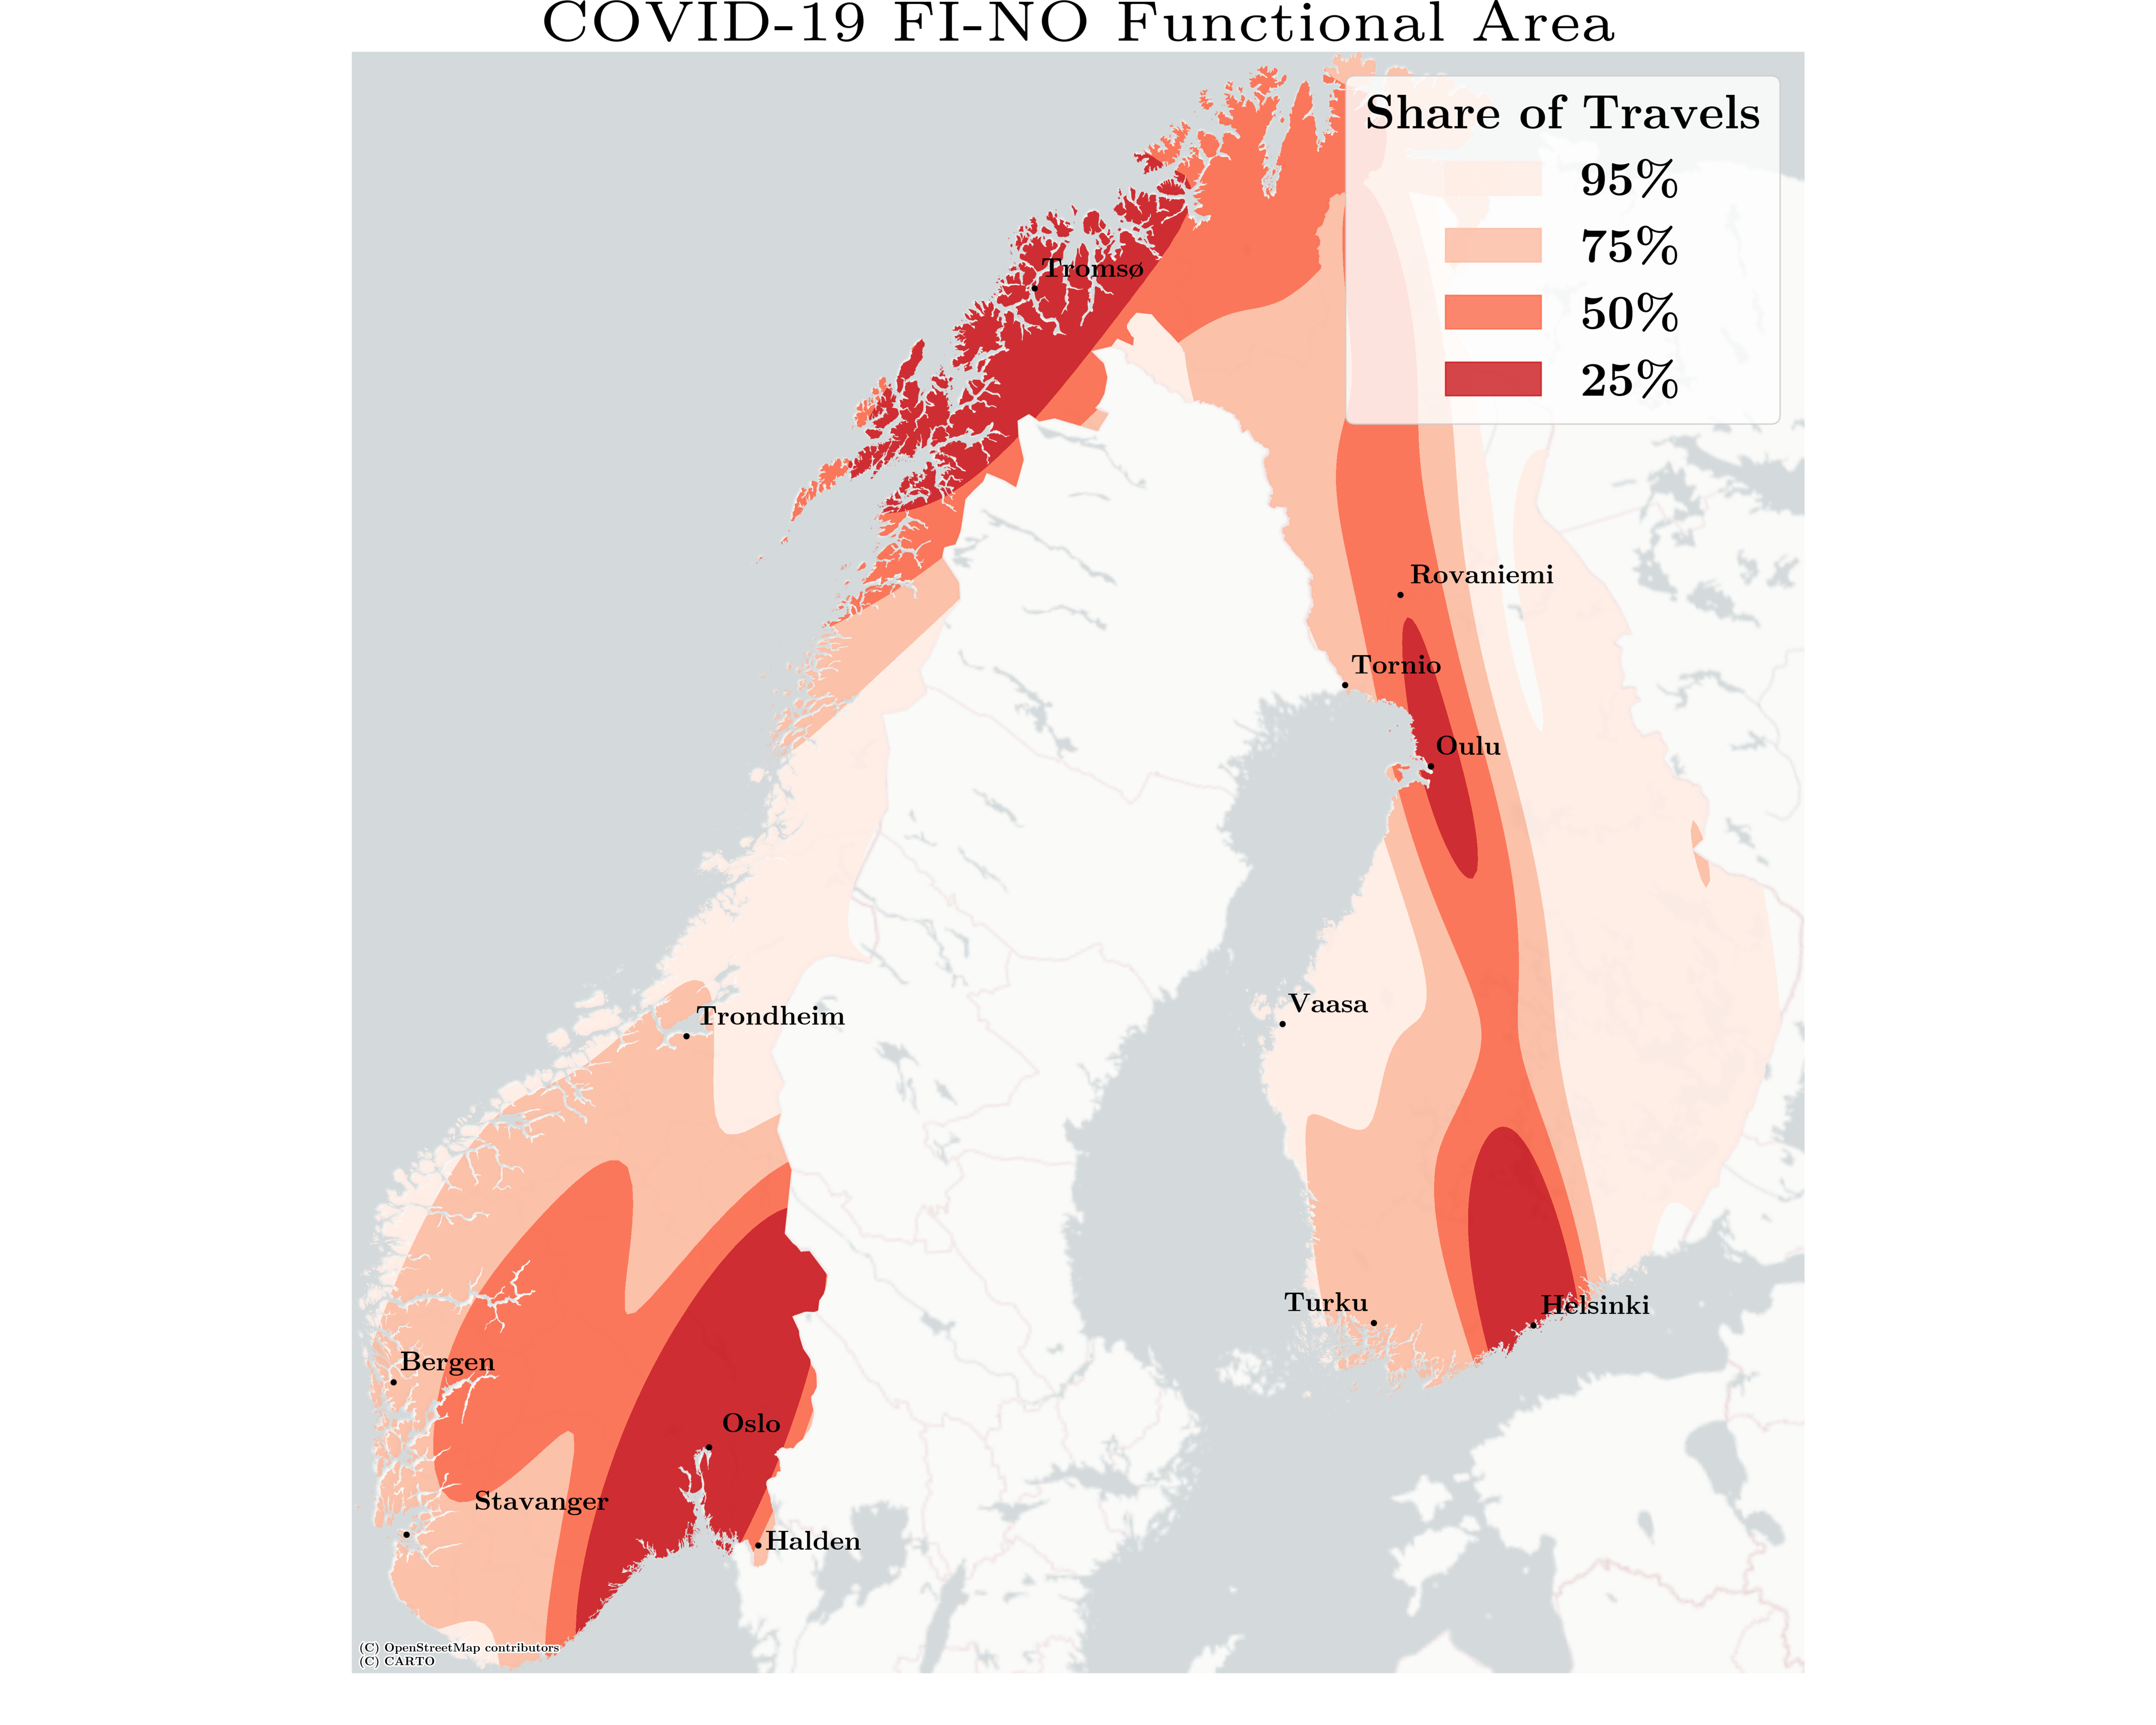 COVID-19 FI-NO Functional Area
Share of Travels
95%
75%
50%
25%
Tromsø
Rovaniemi
Tornio
Oulu
Vaasa
Trondheim
Turku
Helsinki
Bergen
Oslo
Stavanger
Halden
(C) OpenStreetMap contributors
(C) CARTO